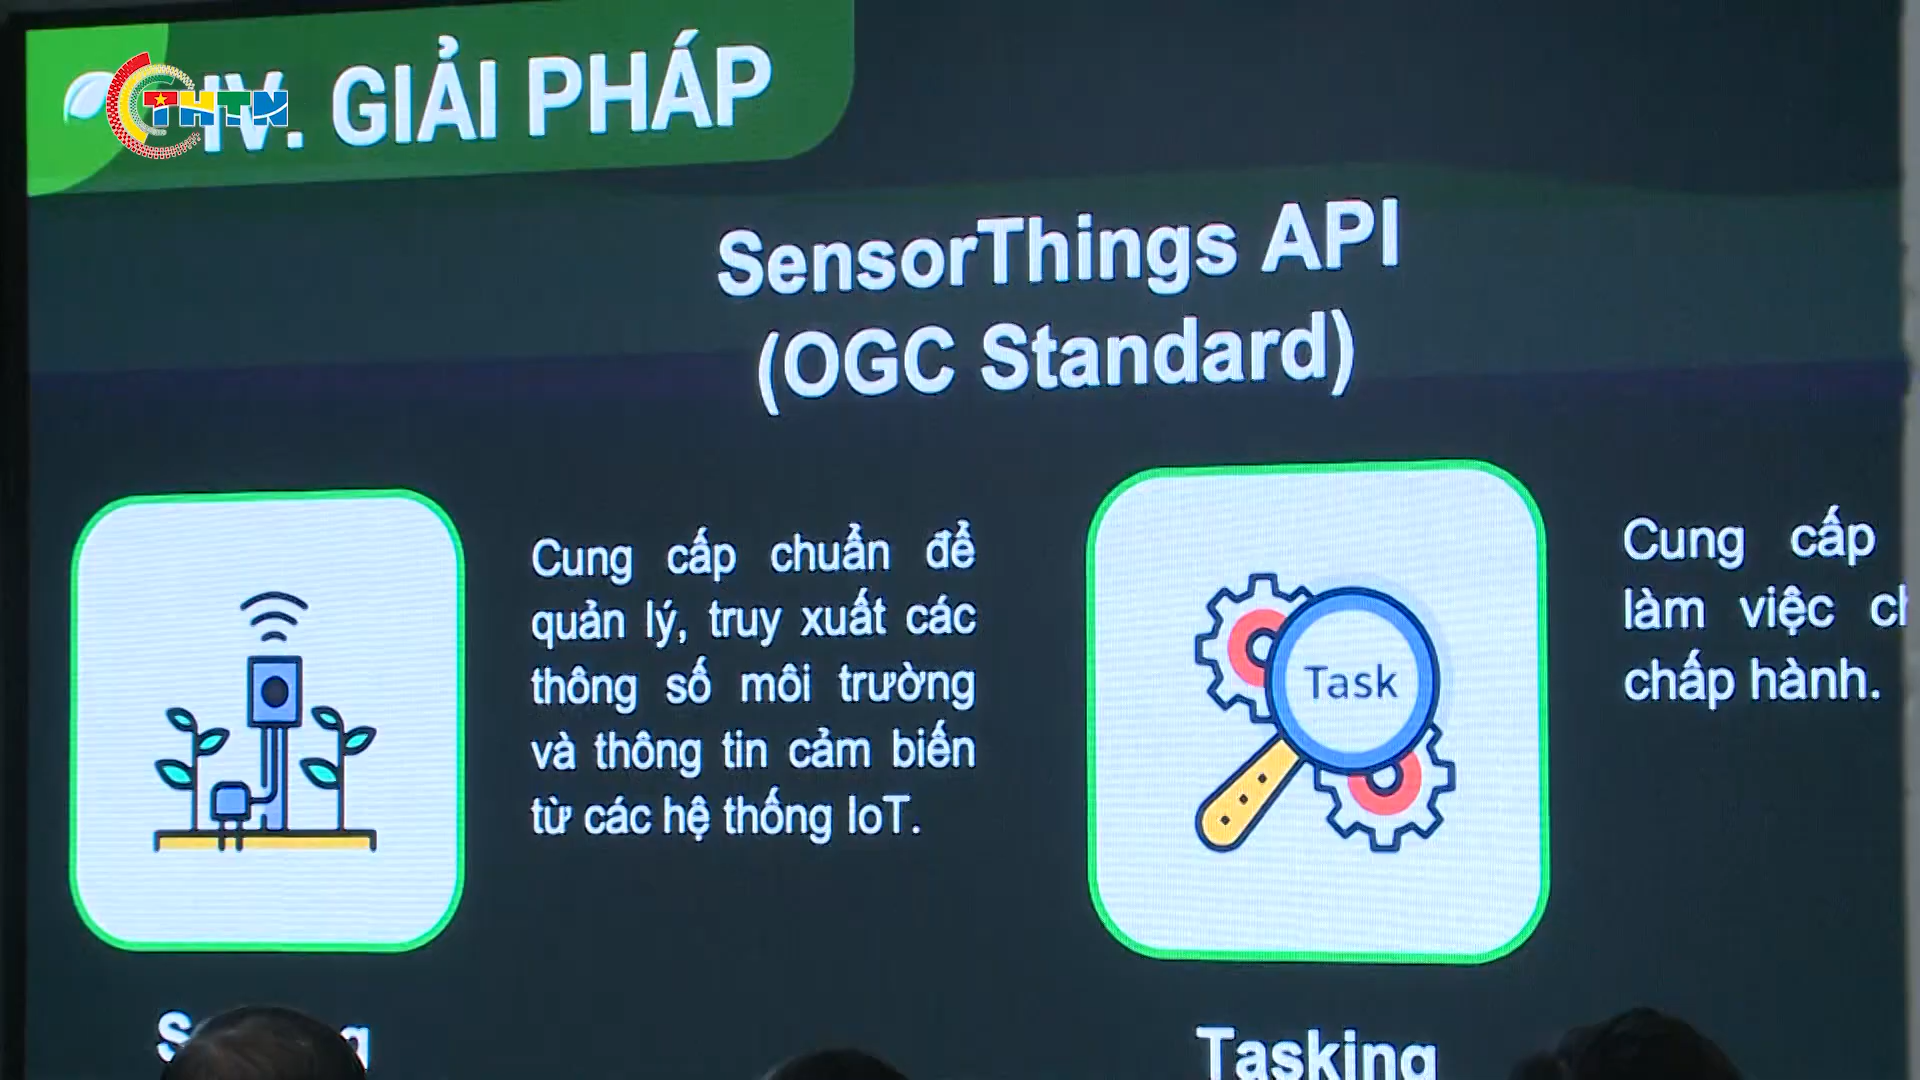 THTN
IV. GIẢI PHÁP
SensorThings API
(OGC Standard)
Cung cấp chuẩn để
quản lý, truy xuất các
thông số môi trường
và thông tin cảm biến
từ các hệ thống IoT.
Task
Cung cấp
làm việc
chấp hành.
Tasking